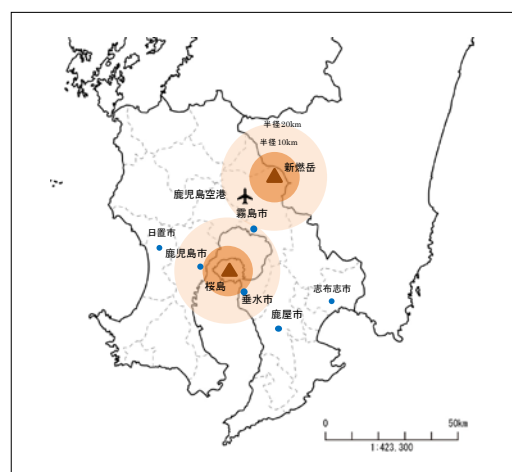 半径20km
半径10km
新燃岳
鹿児島空港
霧島市
日置市
鹿児島市
桜島
垂水市
志布志市
鹿屋市
0 50km
1:423,300